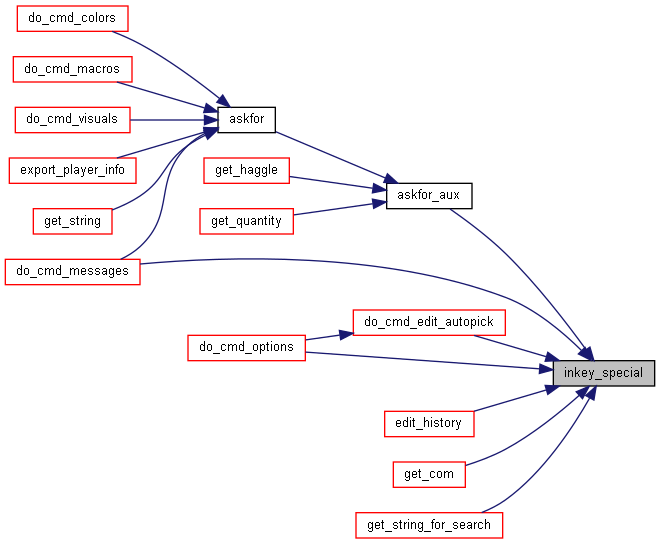 do_cmd_colors
do_cmd_macros
do_cmd_visuals
askfor
export_player_info
get_haggle
askfor_aux
get_string
get_quantity
do_cmd_messages
do_cmd_edit_autopick
do_cmd_options
inkey_special
edit_history
get_com
get_string_for_search